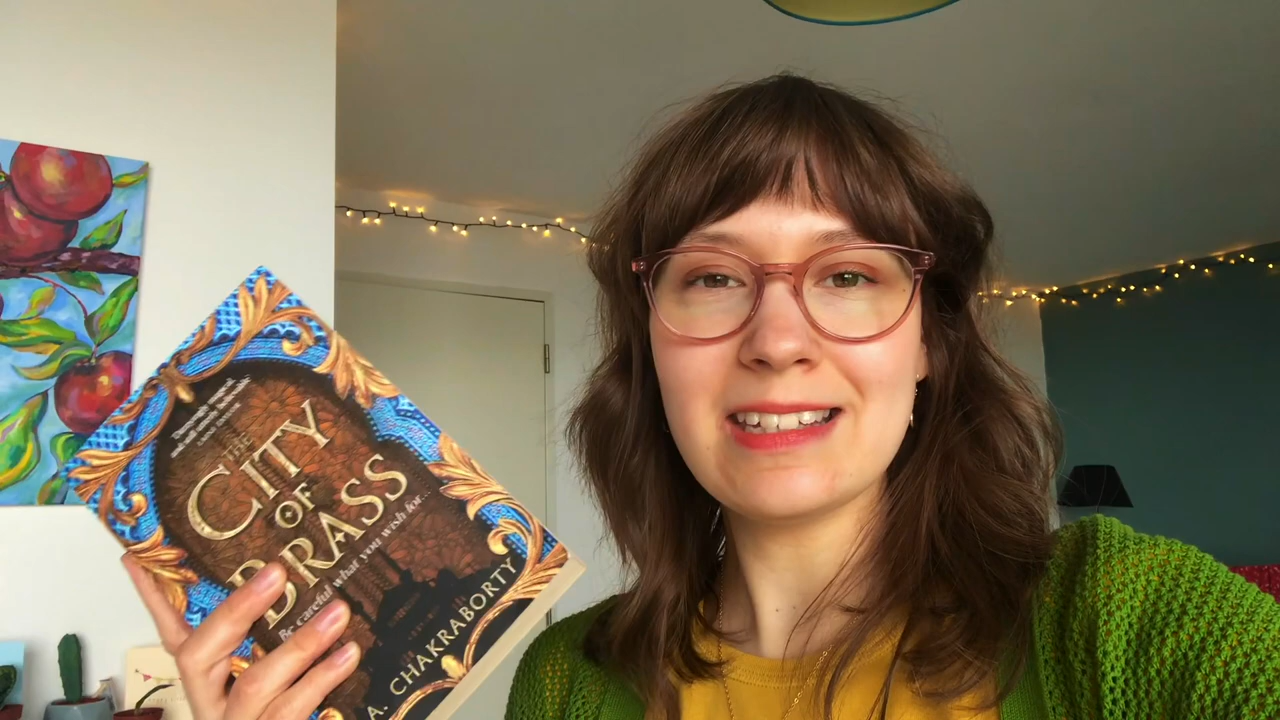 THE
CITY
OF
BRASS
Be careful what you wish for...
A. CHAKRABORTY